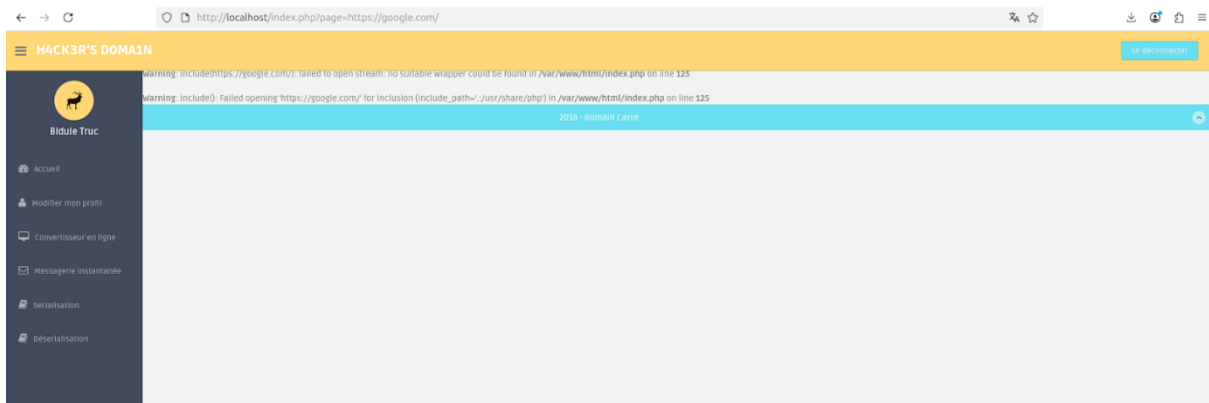 http://localhost/index.php?page=https://google.com/
H4CK3R'S D0MA1N
Se déconnecter
Warning: include(https://google.com/): failed to open stream: no suitable wrapper could be found in /var/www/html/index.php on line 125
Warning: include(): Failed opening 'https://google.com/' for inclusion (include_path='.:/usr/share/php') in /var/www/html/index.php on line 125
2018 - Romain Cayre
Bidule Truc
Accueil
Modifier mon profil
Convertisseur en ligne
Messagerie instantanée
Serialisation
Déserialisation